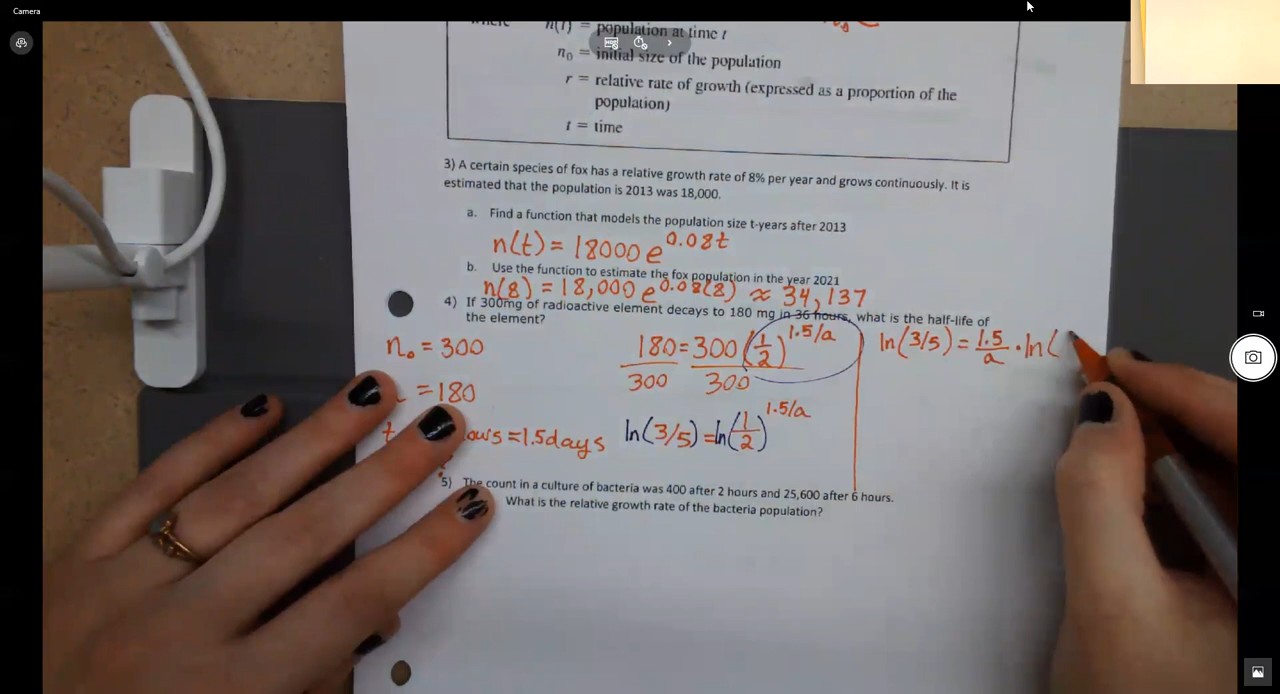 Camera
where n(t) = population at time t
n₀ = initial size of the population
r = relative rate of growth (expressed as a proportion of the
population)
t = time
3) A certain species of fox has a relative growth rate of 8% per year and grows continuously. It is
estimated that the population is 2013 was 18,000.
a. Find a function that models the population size t-years after 2013
n(t) = 18000 e^0.08t
b. Use the function to estimate the fox population in the year 2021
n(8) = 18,000 e^0.08(8) ≈ 34,137
4) If 300mg of radioactive element decays to 180 mg in 36 hours, what is the half-life of
the element?
n₀ = 300
= 180
t
=1.5days
180 = 300 (1/2)^1.5/a
300 300
ln(3/5) = ln(1/2)^1.5/a
ln(3/5) = 1.5/a · ln(
5) The count in a culture of bacteria was 400 after 2 hours and 25,600 after 6 hours.
What is the relative growth rate of the bacteria population?